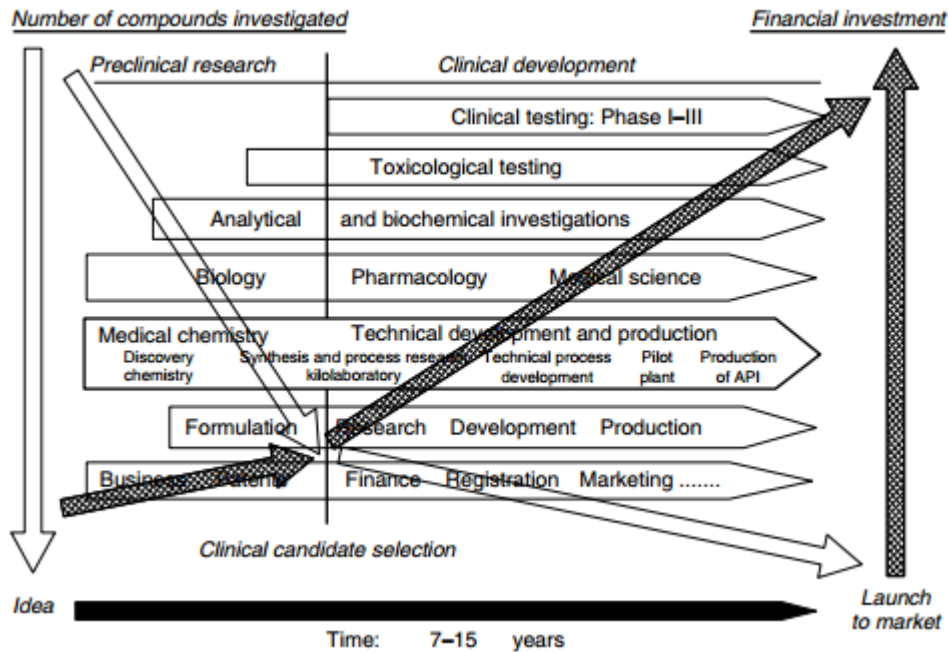 Number of compounds investigated
Financial investment
Preclinical research
Clinical development
Clinical testing: Phase I–III
Toxicological testing
Analytical and biochemical investigations
Biology Pharmacology Medical science
Medical chemistry Technical development and production
Discovery chemistry
Synthesis and process research kilolaboratory
Technical process development
Pilot plant
Production of API
Formulation Research Development Production
Business Patents Finance Registration Marketing .......
Clinical candidate selection
Idea
Launch
to market
Time: 7–15 years